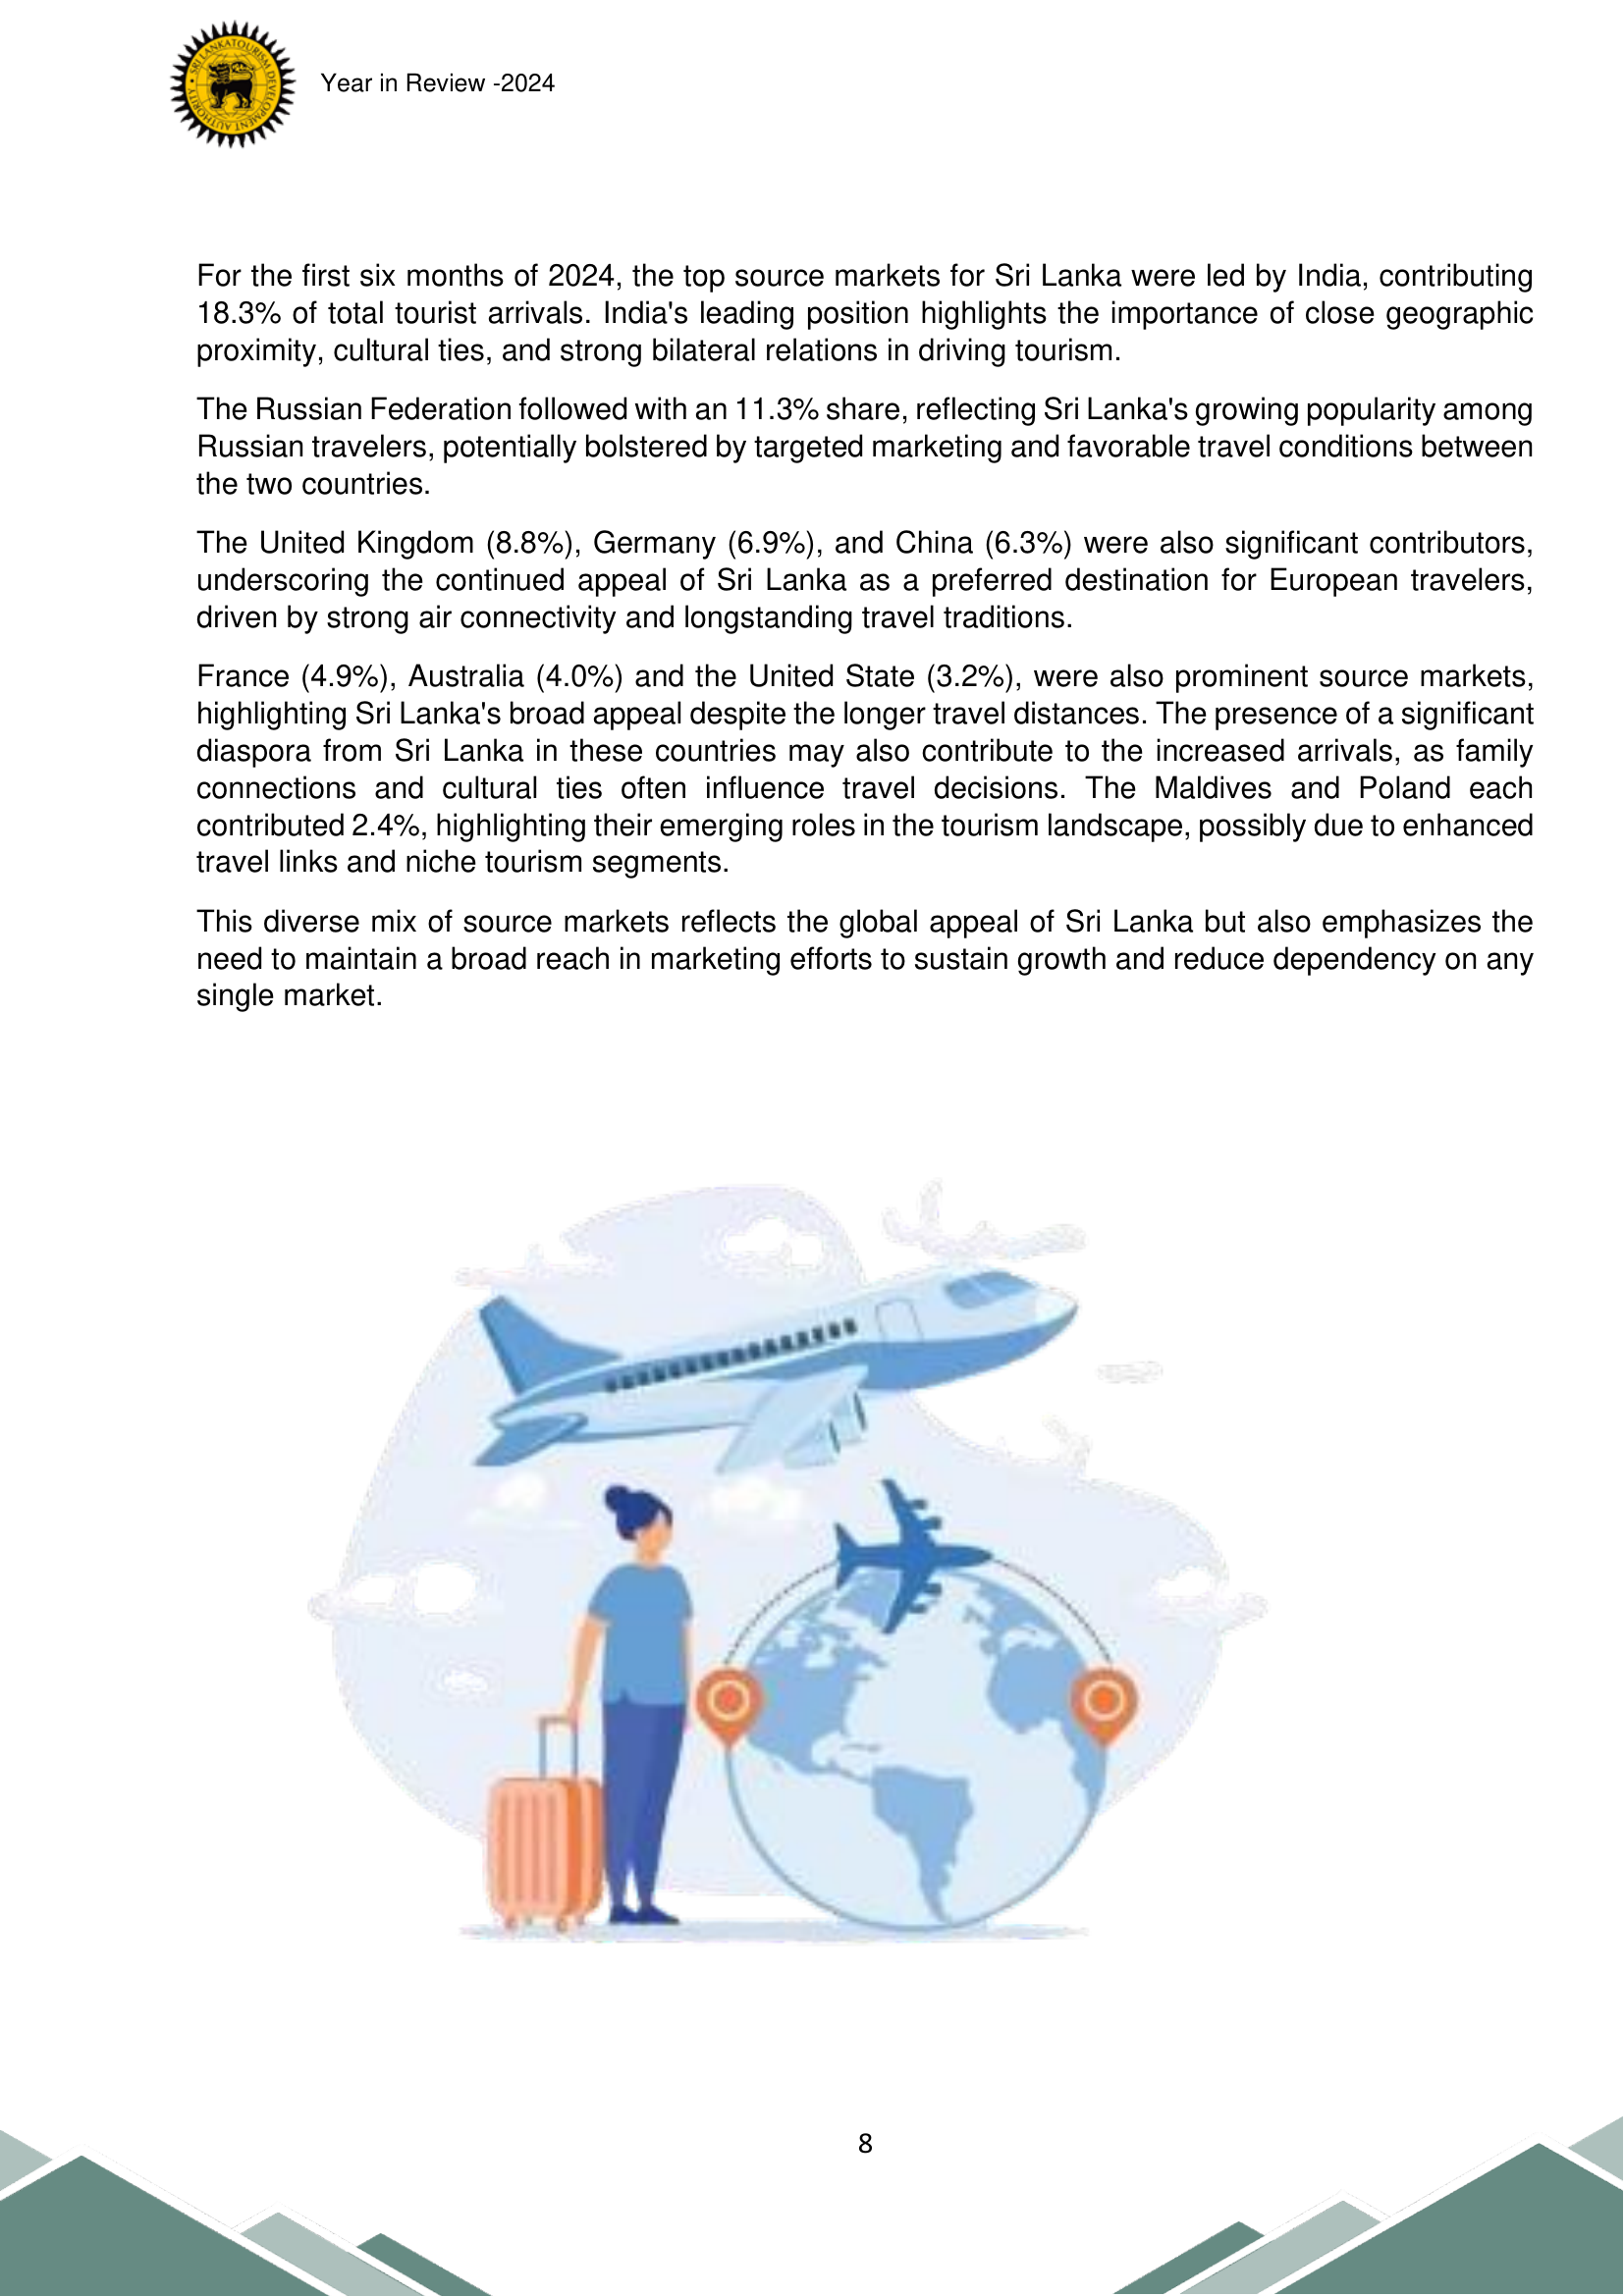 SRI LANKA TOURISM DEVELOPMENT AUTHORITY
Year in Review -2024
For the first six months of 2024, the top source markets for Sri Lanka were led by India, contributing
18.3% of total tourist arrivals. India's leading position highlights the importance of close geographic
proximity, cultural ties, and strong bilateral relations in driving tourism.
The Russian Federation followed with an 11.3% share, reflecting Sri Lanka's growing popularity among
Russian travelers, potentially bolstered by targeted marketing and favorable travel conditions between
the two countries.
The United Kingdom (8.8%), Germany (6.9%), and China (6.3%) were also significant contributors,
underscoring the continued appeal of Sri Lanka as a preferred destination for European travelers,
driven by strong air connectivity and longstanding travel traditions.
France (4.9%), Australia (4.0%) and the United State (3.2%), were also prominent source markets,
highlighting Sri Lanka's broad appeal despite the longer travel distances. The presence of a significant
diaspora from Sri Lanka in these countries may also contribute to the increased arrivals, as family
connections and cultural ties often influence travel decisions. The Maldives and Poland each
contributed 2.4%, highlighting their emerging roles in the tourism landscape, possibly due to enhanced
travel links and niche tourism segments.
This diverse mix of source markets reflects the global appeal of Sri Lanka but also emphasizes the
need to maintain a broad reach in marketing efforts to sustain growth and reduce dependency on any
single market.
8